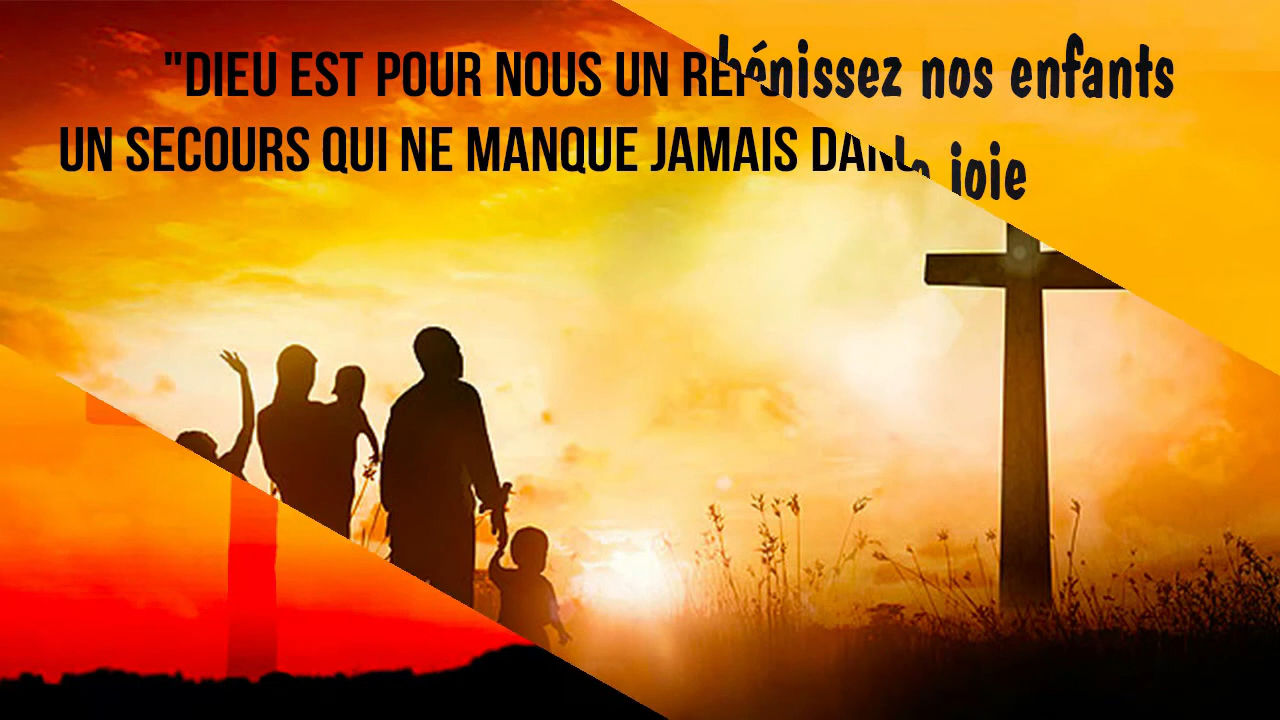 "DIEU EST POUR NOUS UN
bénissez nos enfants
UN SECOURS QUI NE MANQUE JAMAIS
joie